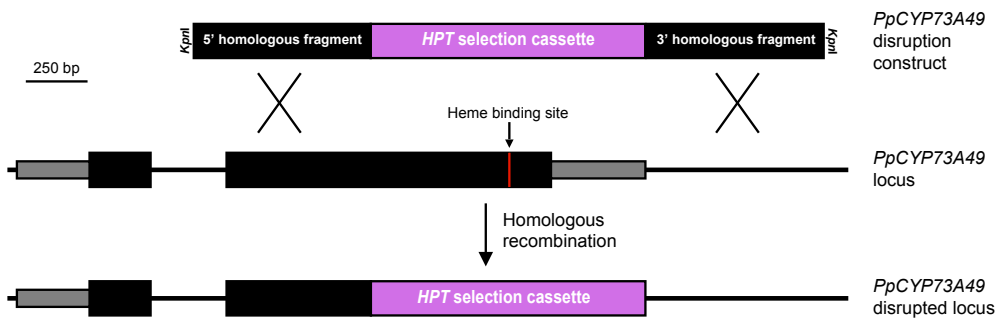 KpnI
5’ homologous fragment
HPT selection cassette
3’ homologous fragment
KpnI
PpCYP73A49
disruption
construct
250 bp
Heme binding site
PpCYP73A49
locus
Homologous
recombination
HPT selection cassette
PpCYP73A49
disrupted locus